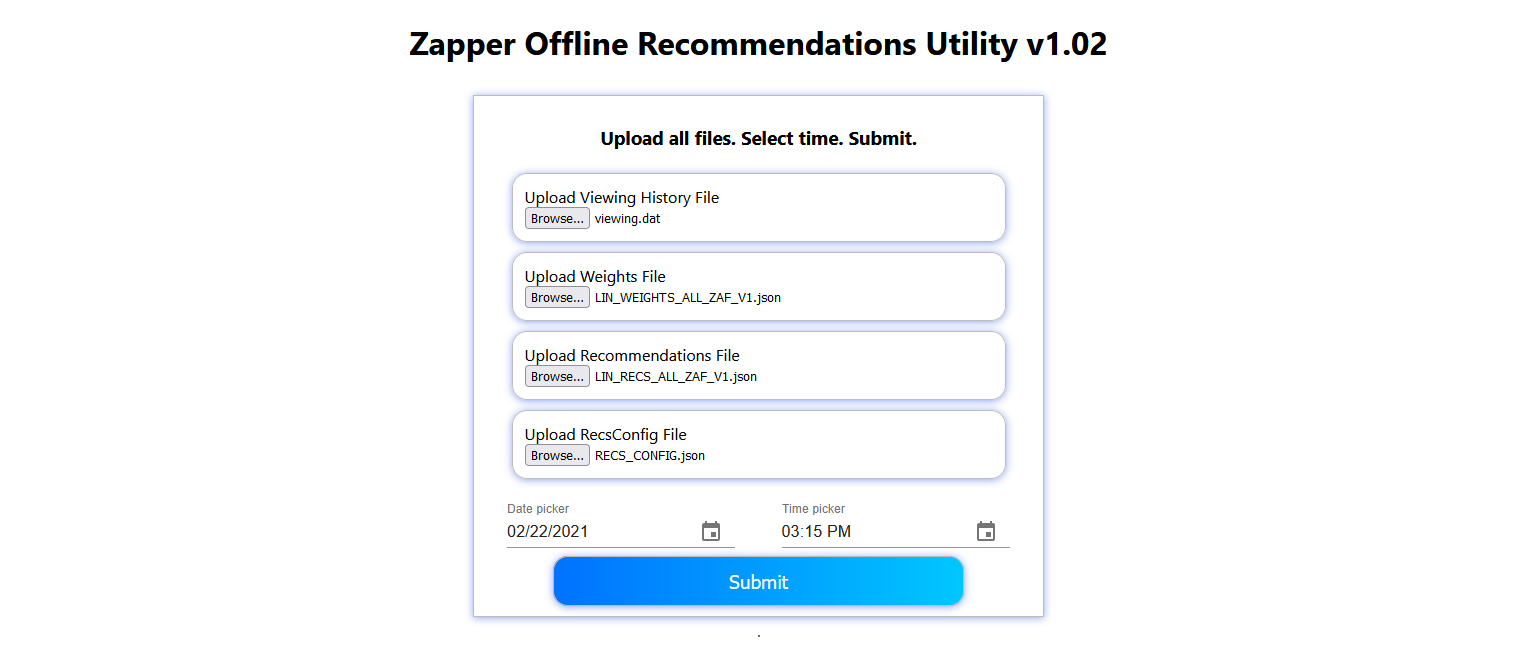 Zapper Offline Recommendations Utility v1.02
Upload all files. Select time. Submit.
Upload Viewing History File
Browse... viewing.dat
Upload Weights File
Browse... LIN_WEIGHTS_ALL_ZAF_V1.json
Upload Recommendations File
Browse... LIN_RECS_ALL_ZAF_V1.json
Upload RecsConfig File
Browse... RECS_CONFIG.json
Date picker Time picker
02/22/2021 03:15 PM
Submit
.